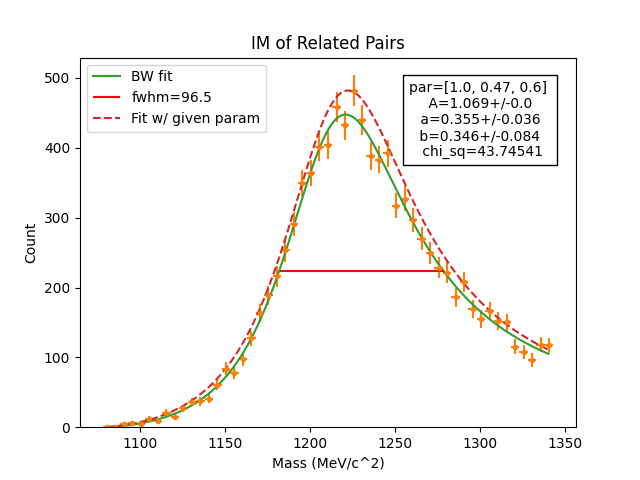 IM of Related Pairs
BW fit
fwhm=96.5
Fit w/ given param
par=[1.0, 0.47, 0.6]
A=1.069+/-0.0
a=0.355+/-0.036
b=0.346+/-0.084
chi_sq=43.74541
Count
500
400
300
200
100
0
1100
1150
1200
1250
1300
1350
Mass (MeV/c^2)